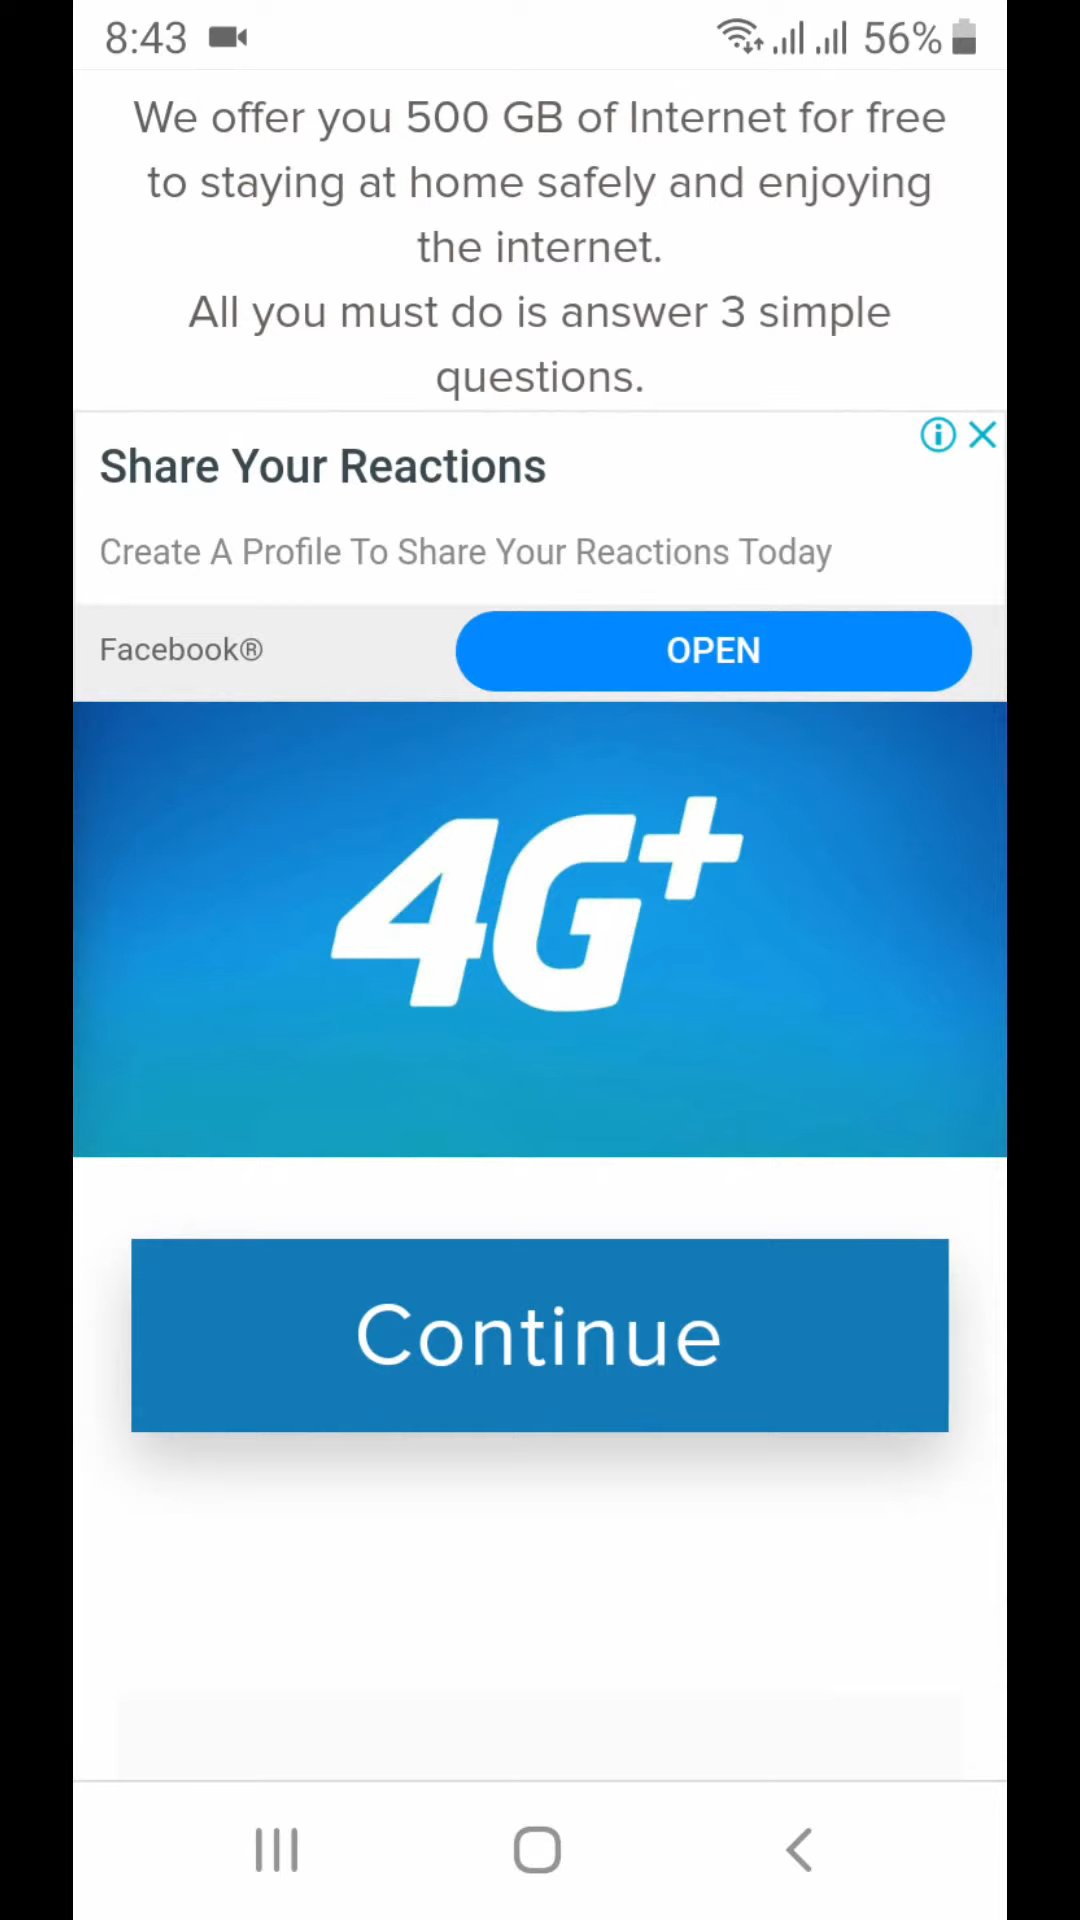 8:43 56%
We offer you 500 GB of Internet for free
to staying at home safely and enjoying
the internet.
All you must do is answer 3 simple
questions.
Share Your Reactions
Create A Profile To Share Your Reactions Today
Facebook®
OPEN
4G+
Continue